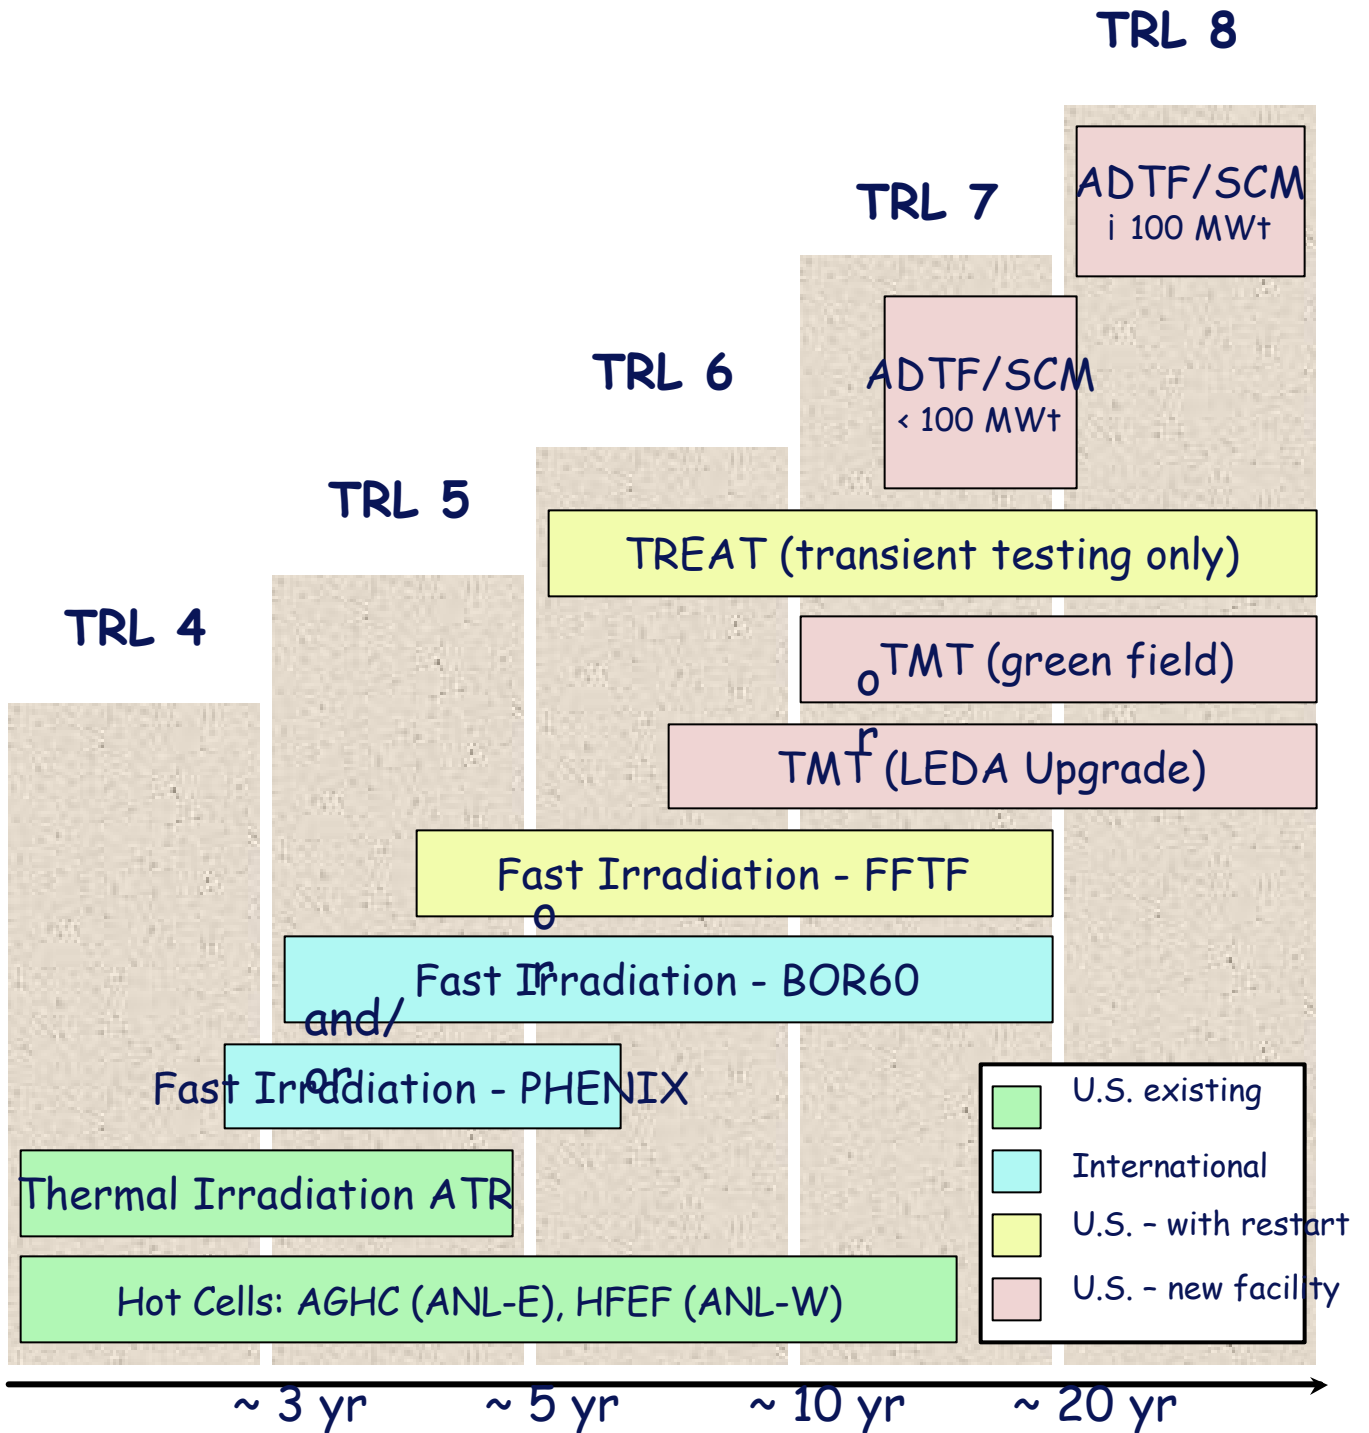 TRL 8
ADTF/SCM
i 100 MWt
TRL 7
ADTF/SCM
< 100 MWt
TRL 6
TRL 5
TREAT (transient testing only)
TRL 4
TMT (green field)
o
r
TMT (LEDA Upgrade)
Fast Irradiation - FFTF
o
r
Fast Irradiation - BOR60
and/
or
Fast Irradiation - PHENIX
U.S. existing
Thermal Irradiation ATR
International
U.S. – with restart
U.S. – new facility
Hot Cells: AGHC (ANL-E), HFEF (ANL-W)
~ 3 yr
~ 5 yr
~ 10 yr
~ 20 yr